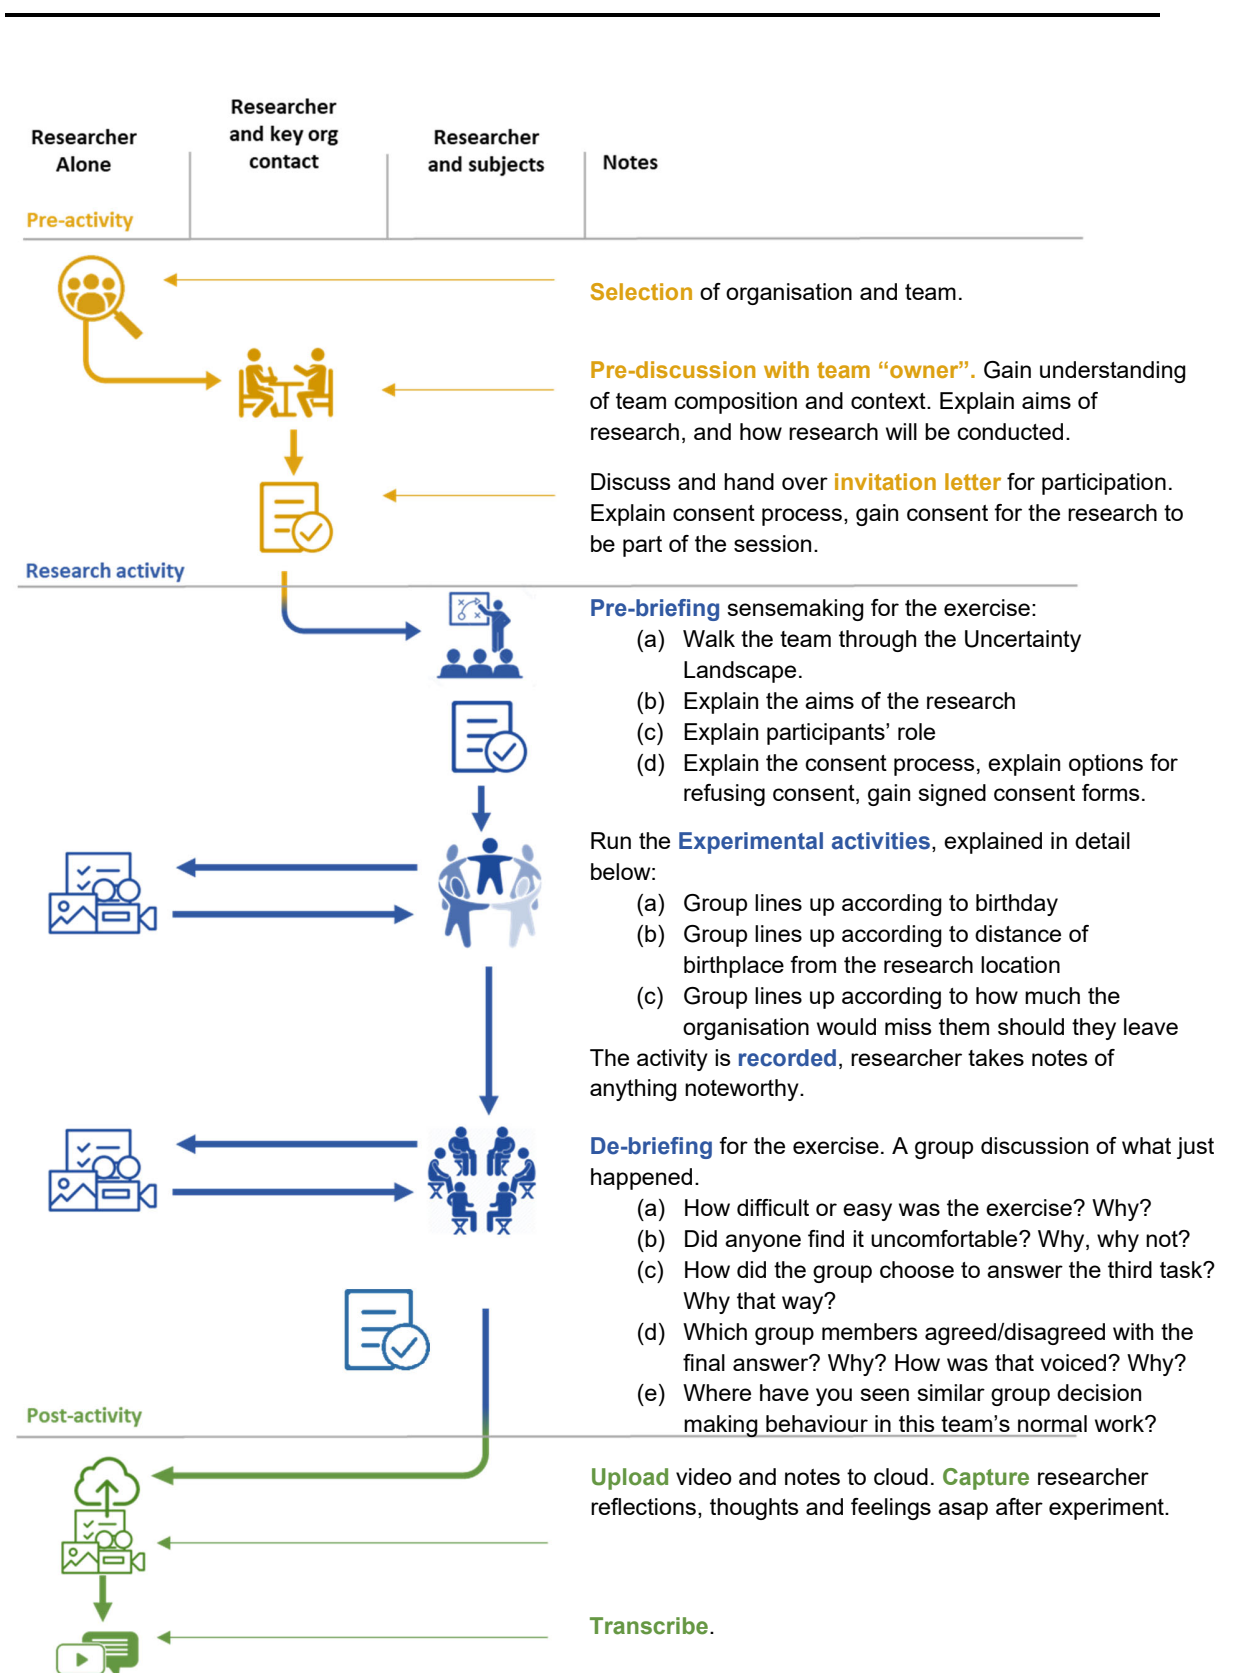 Researcher
Alone
Researcher
and key org
contact
Researcher
and subjects
Notes
Pre-activity
Selection of organisation and team.
Pre-discussion with team “owner”. Gain understanding
of team composition and context. Explain aims of
research, and how research will be conducted.
Discuss and hand over invitation letter for participation.
Explain consent process, gain consent for the research to
be part of the session.
Research activity
Pre-briefing sensemaking for the exercise:
(a) Walk the team through the Uncertainty
Landscape.
(b) Explain the aims of the research
(c) Explain participants’ role
(d) Explain the consent process, explain options for
refusing consent, gain signed consent forms.
Run the Experimental activities, explained in detail
below:
(a) Group lines up according to birthday
(b) Group lines up according to distance of
birthplace from the research location
(c) Group lines up according to how much the
organisation would miss them should they leave
The activity is recorded, researcher takes notes of
anything noteworthy.
De-briefing for the exercise. A group discussion of what just
happened.
(a) How difficult or easy was the exercise? Why?
(b) Did anyone find it uncomfortable? Why, why not?
(c) How did the group choose to answer the third task?
Why that way?
(d) Which group members agreed/disagreed with the
final answer? Why? How was that voiced? Why?
(e) Where have you seen similar group decision
making behaviour in this team’s normal work?
Post-activity
Upload video and notes to cloud. Capture researcher
reflections, thoughts and feelings asap after experiment.
Transcribe.